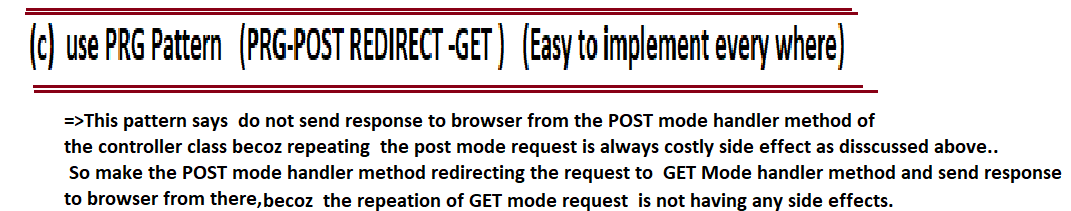 (c) use PRG Pattern (PRG-POST REDIRECT -GET ) (Easy to implement every where)
=>This pattern says do not send response to browser from the POST mode handler method of
the controller class becoz repeating the post mode request is always costly side effect as disscussed above..
So make the POST mode handler method redirecting the request to GET Mode handler method and send response
to browser from there,becoz the repeation of GET mode request is not having any side effects.